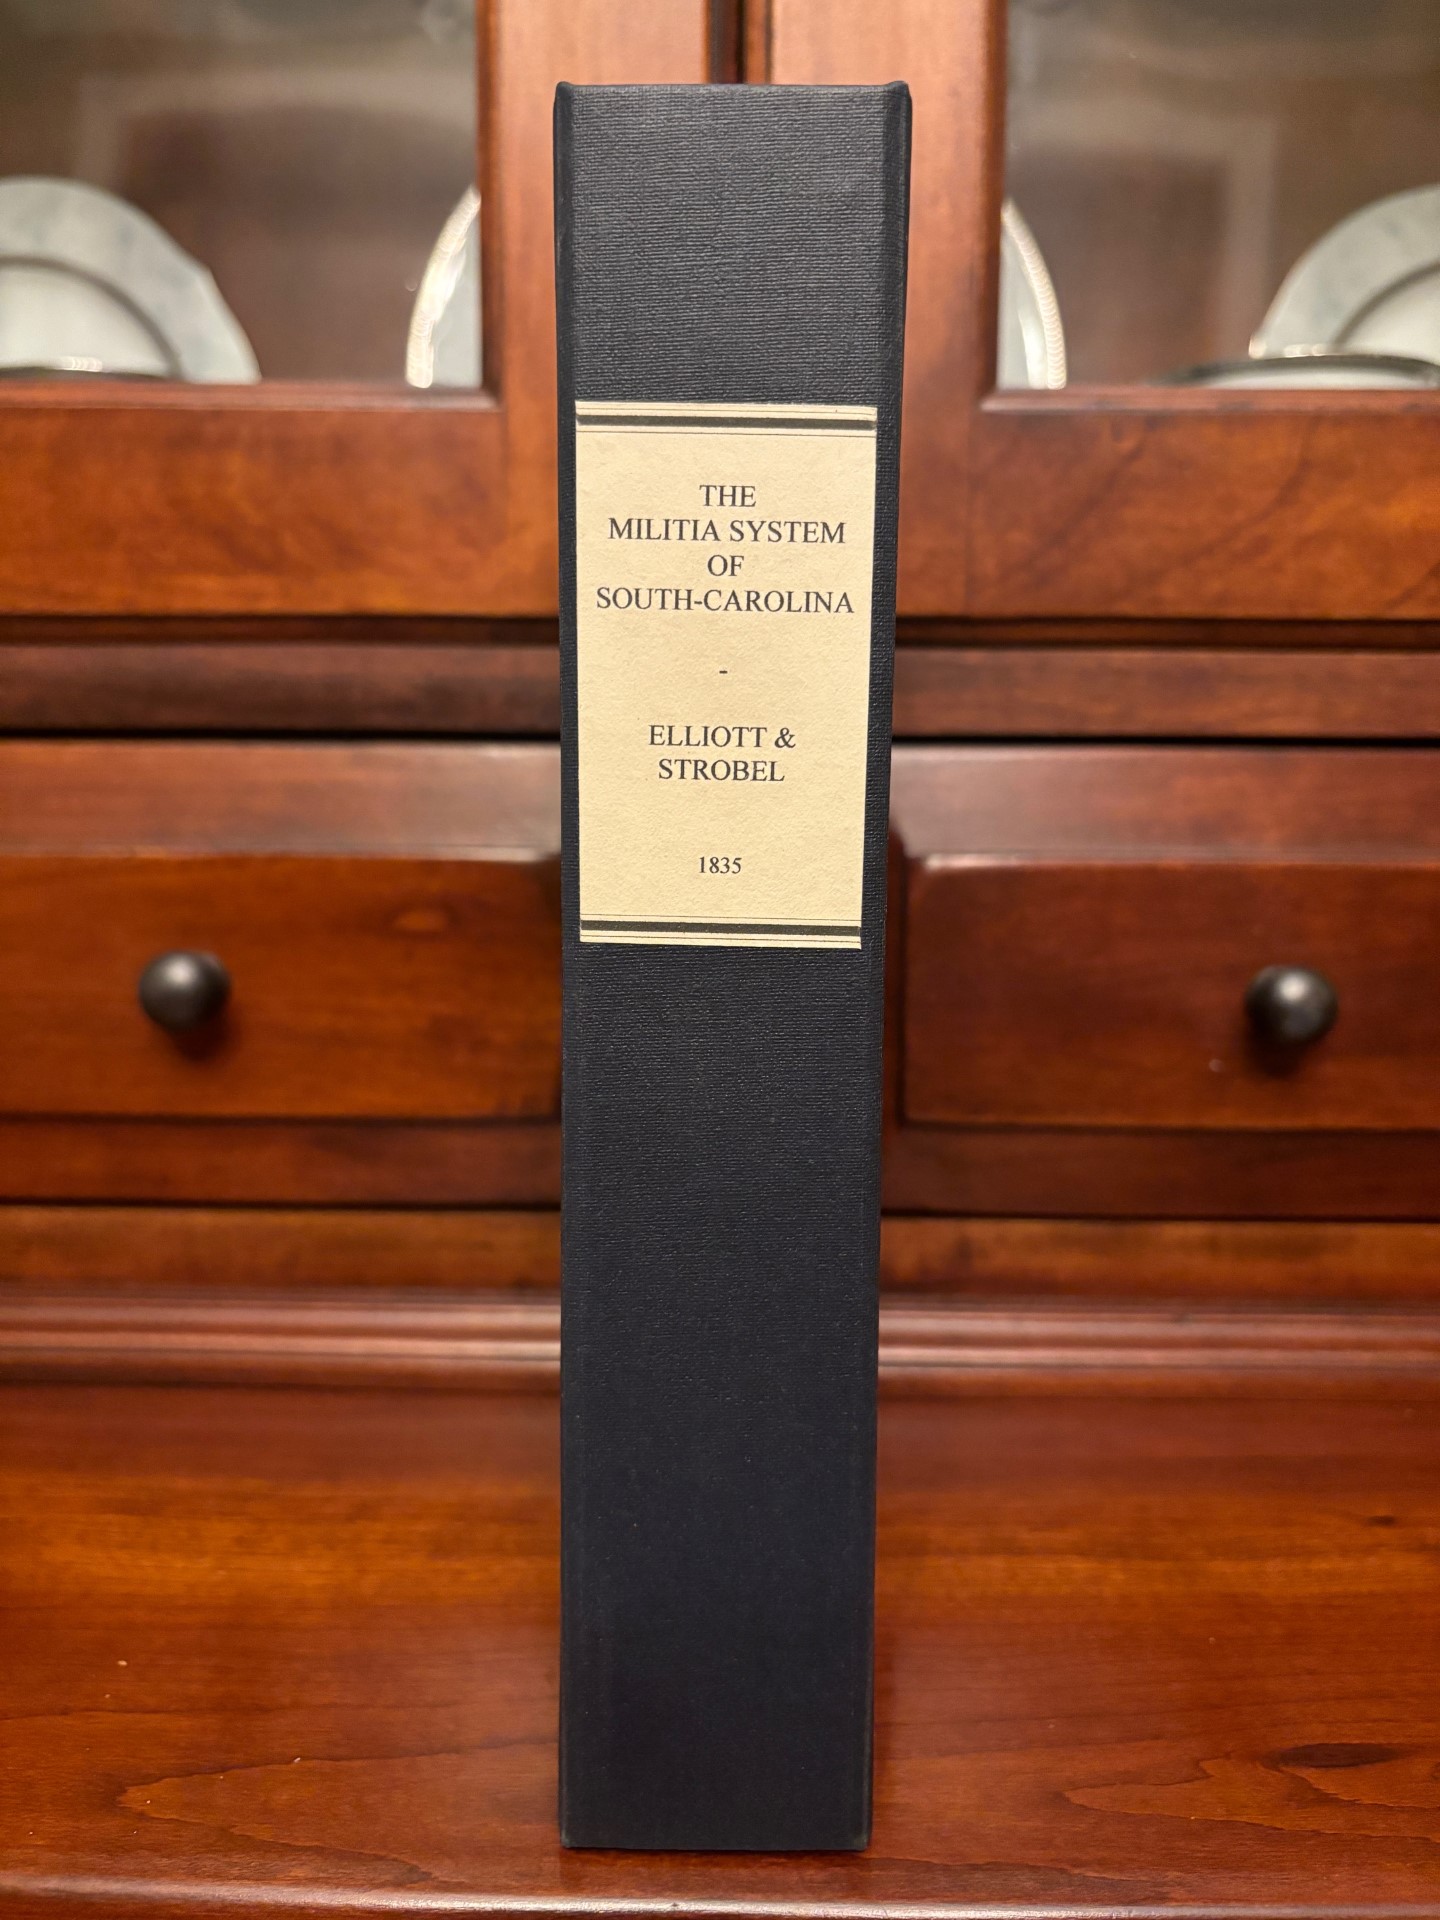 THE
MILITIA SYSTEM
OF
SOUTH-CAROLINA
-
ELLIOTT &
STROBEL
1835